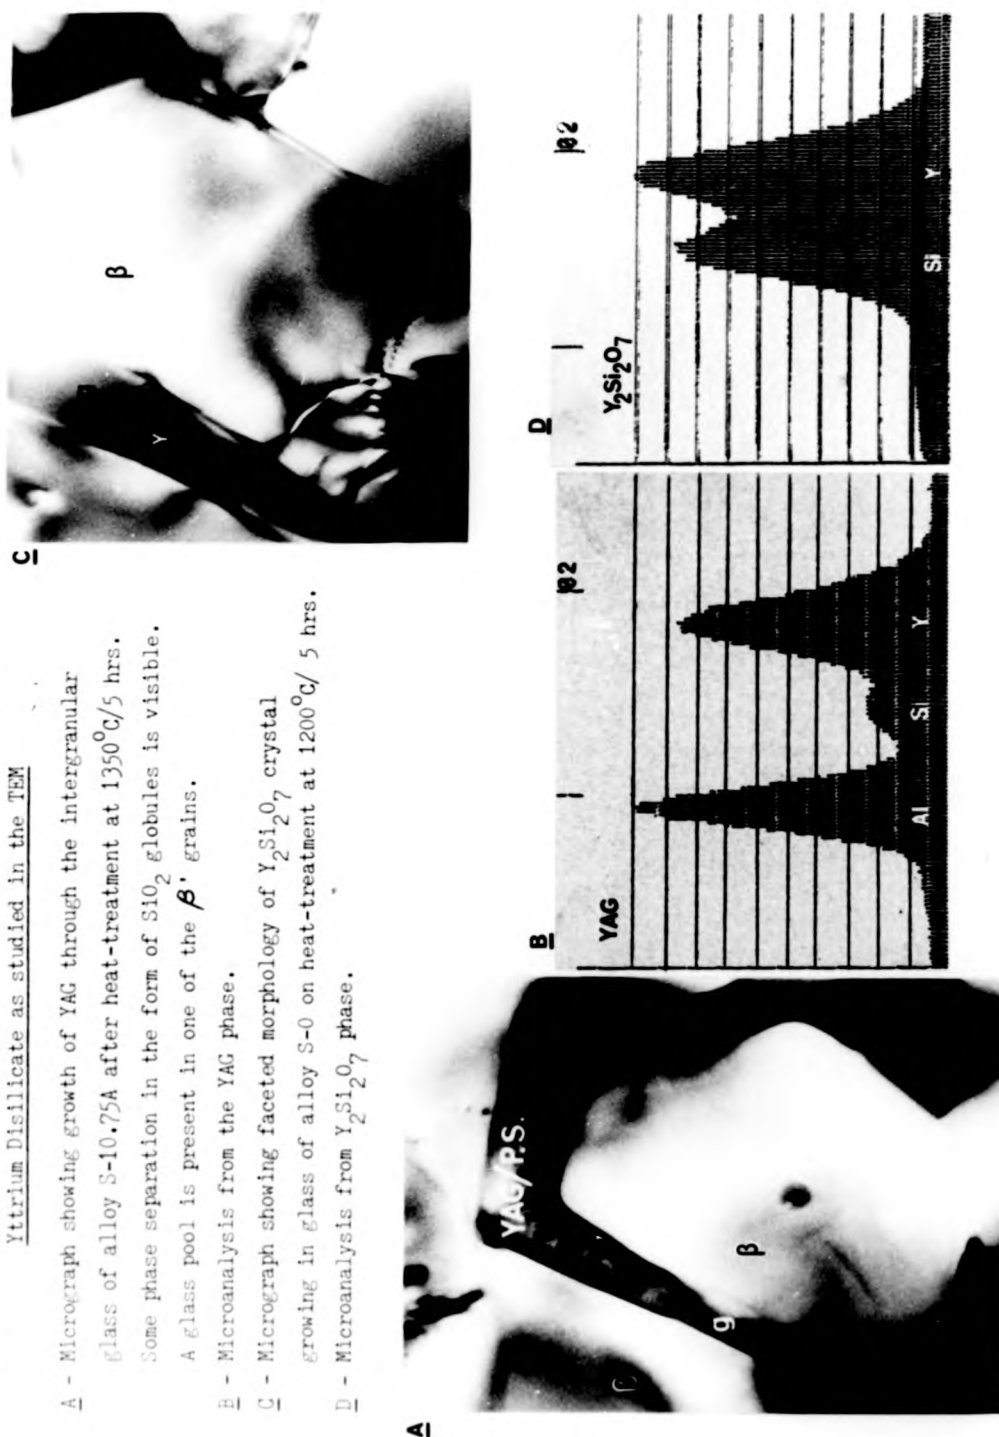 Yttrium Disilicate as studied in the TEM
A - Micrograph showing growth of YAG through the intergranular
glass of alloy S-10.75A after heat-treatment at 1350°C/5 hrs.
Some phase separation in the form of SiO2 globules is visible.
A glass pool is present in one of the β' grains.
B - Microanalysis from the YAG phase.
C - Micrograph showing faceted morphology of Y2Si2O7 crystal
growing in glass of alloy S-O on heat-treatment at 1200°C/ 5 hrs.
D - Microanalysis from Y2Si2O7 phase.
A
YAG/P.S.
β
g
β
B
YAG
02
Al Si Y
C
β
Y
D
Y2Si2O7
02
Si Y